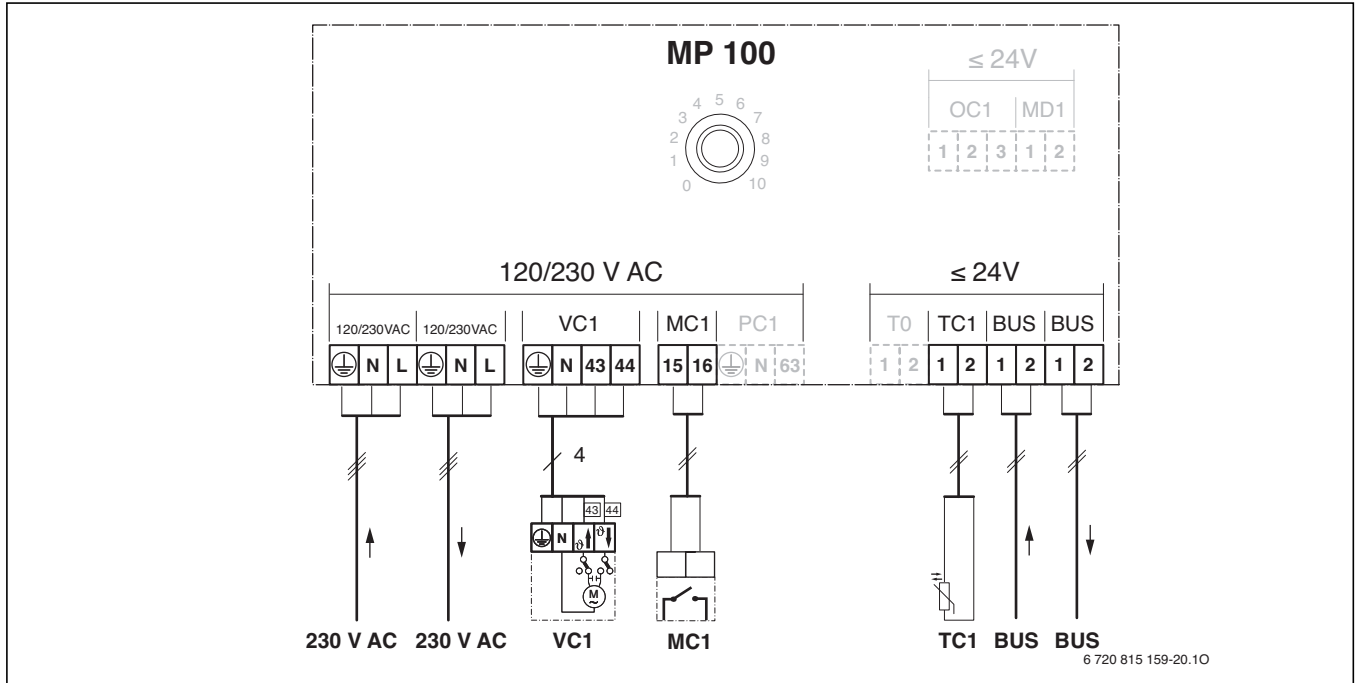 MP 100
≤ 24V
OC1 MD1
1 2 3 1 2
0 1 2 3 4 5 6 7 8 9 10
120/230 V AC
≤ 24V
120/230VAC 120/230VAC VC1 MC1 PC1 T0 TC1 BUS BUS
N L N L N 43 44 15 16 N 63 1 2 1 2 1 2 1 2
4
43 44
N ϑ ϑ
M
~
230 V AC 230 V AC VC1 MC1 TC1 BUS BUS
6 720 815 159-20.1O